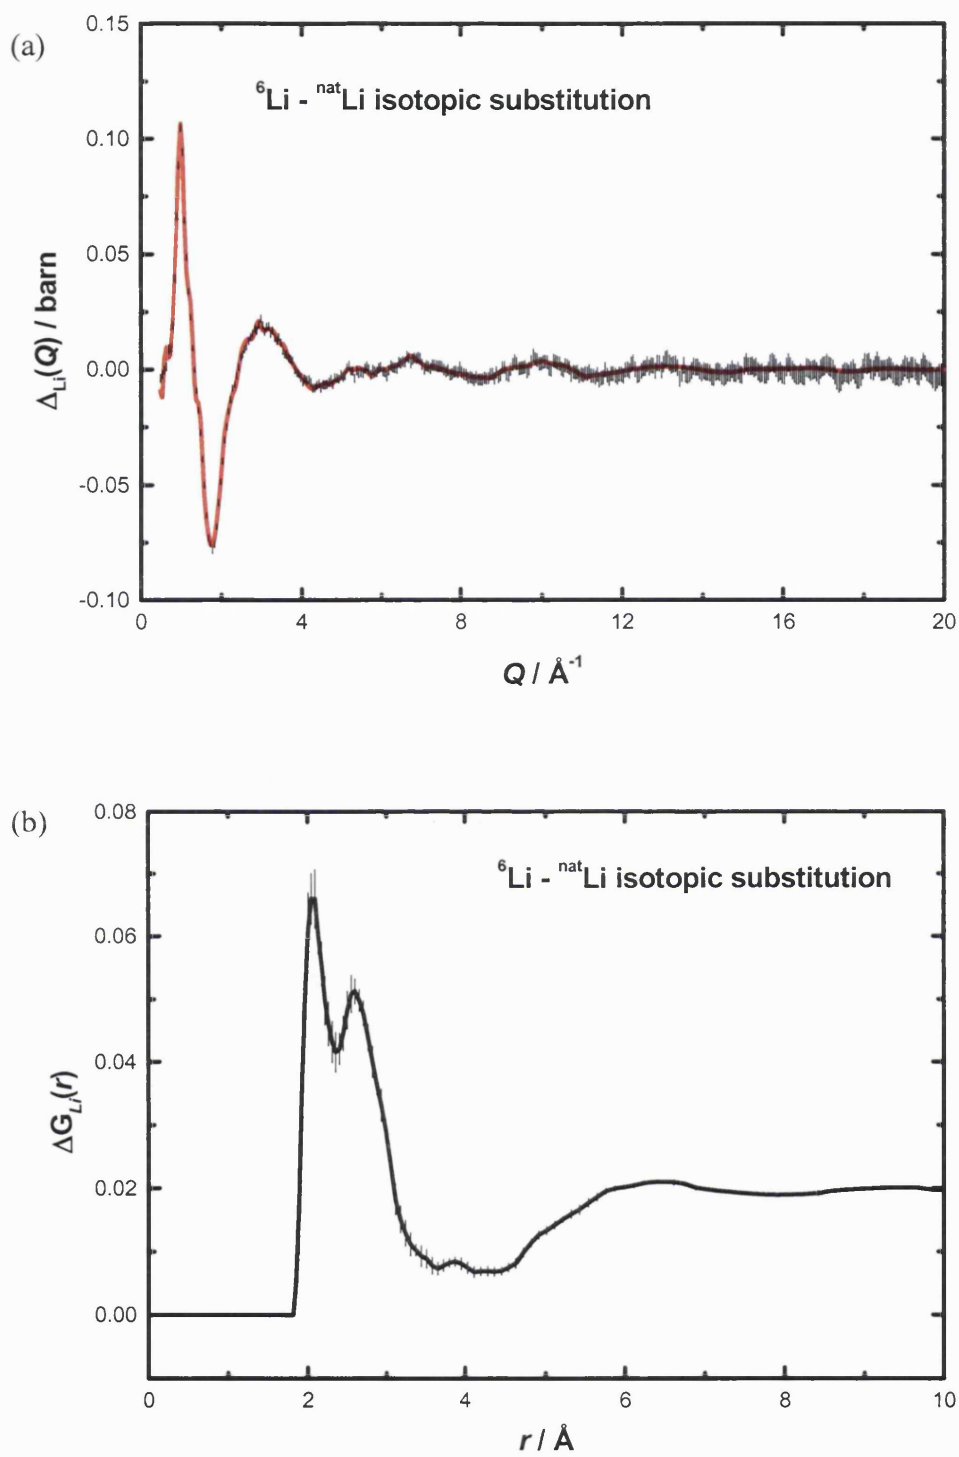 (a)
0.15
0.10
0.05
0.00
-0.05
-0.10
Δ_Li(Q) / barn
⁶Li - ⁿᵃᵗLi isotopic substitution
0 4 8 12 16 20
Q / Å⁻¹
(b)
0.08
0.06
0.04
0.02
0.00
ΔG_Li(r)
⁶Li - ⁿᵃᵗLi isotopic substitution
0 2 4 6 8 10
r / Å